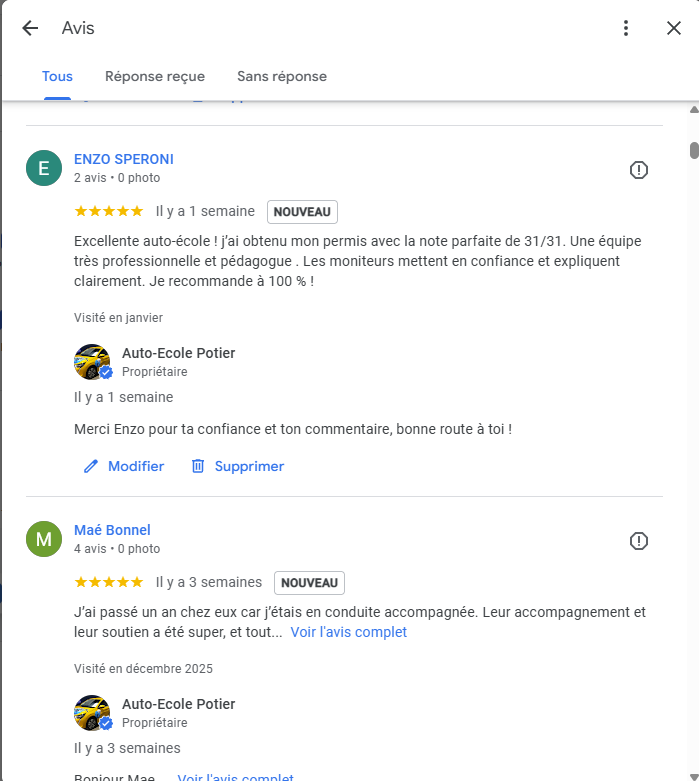 Avis
Tous
Réponse reçue
Sans réponse
E
ENZO SPERONI
2 avis • 0 photo
Il y a 1 semaine
NOUVEAU
Excellente auto-école ! j’ai obtenu mon permis avec la note parfaite de 31/31. Une équipe
très professionnelle et pédagogue . Les moniteurs mettent en confiance et expliquent
clairement. Je recommande à 100 % !
Visité en janvier
Auto-Ecole Potier
Propriétaire
Il y a 1 semaine
Merci Enzo pour ta confiance et ton commentaire, bonne route à toi !
Modifier
Supprimer
M
Maé Bonnel
4 avis • 0 photo
Il y a 3 semaines
NOUVEAU
J’ai passé un an chez eux car j’étais en conduite accompagnée. Leur accompagnement et
leur soutien a été super, et tout... Voir l'avis complet
Visité en décembre 2025
Auto-Ecole Potier
Propriétaire
Il y a 3 semaines
Bonjour Mae, Voir l'avis complet